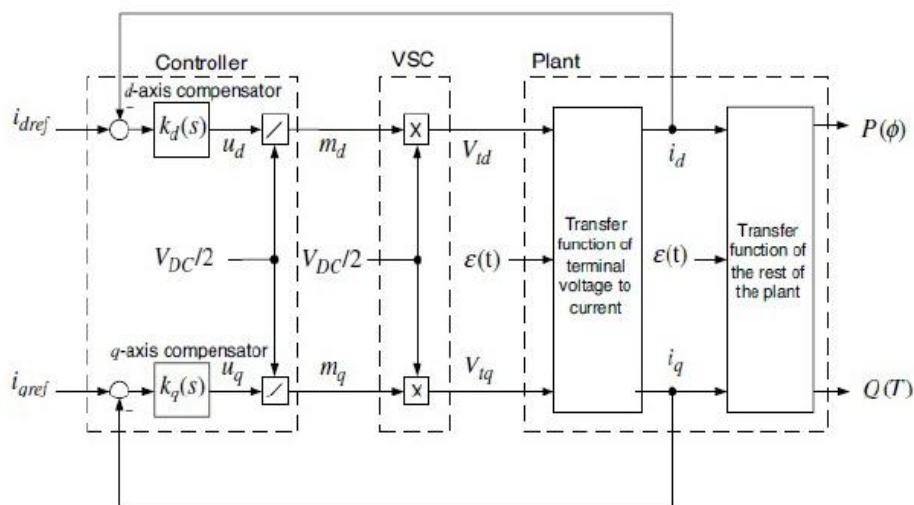 Controller
VSC
Plant
d-axis compensator
i_dref
k_d(s)
u_d
m_d
V_td
i_d
P(ϕ)
V_DC/2
V_DC/2
ε(t)
Transfer
function of
terminal
voltage to
current
ε(t)
Transfer
function of
the rest of
the plant
q-axis compensator
i_qref
k_q(s)
u_q
m_q
V_tq
i_q
Q(T)